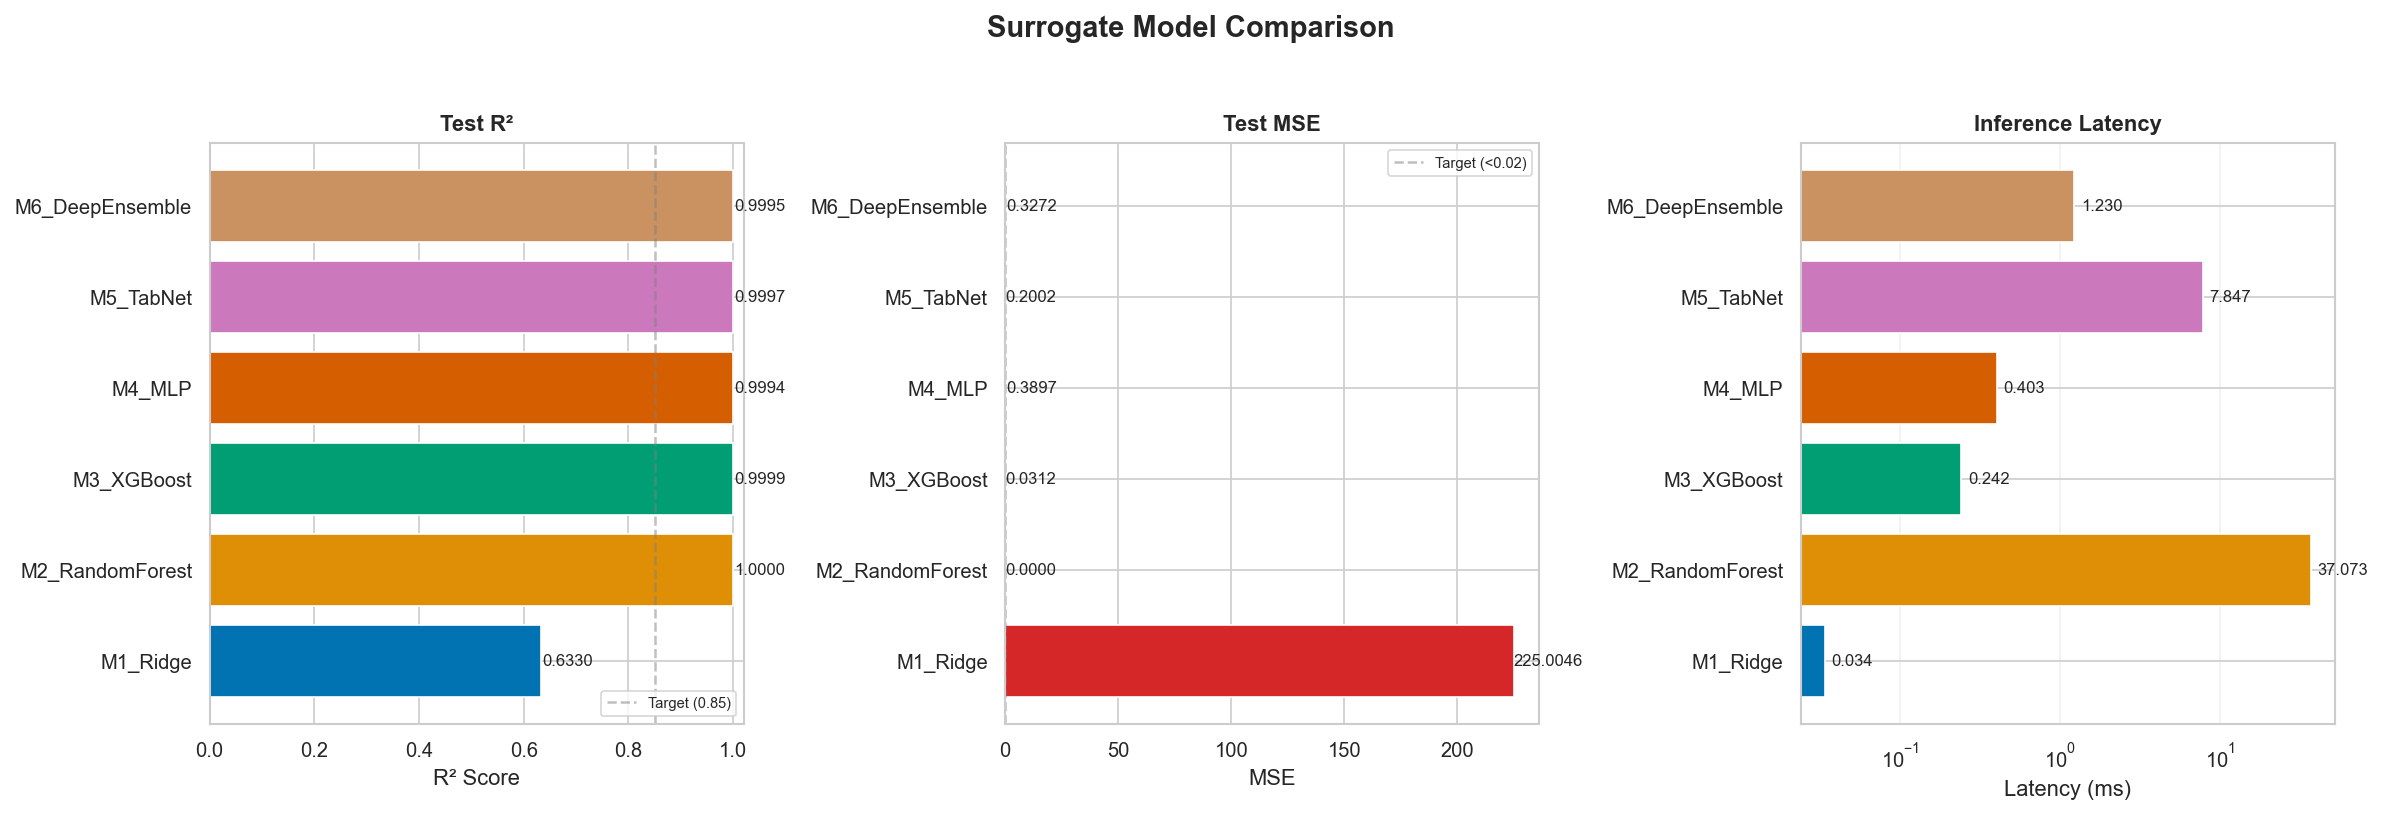 Surrogate Model Comparison
Test R²
M6_DeepEnsemble
0.9995
M5_TabNet
0.9997
M4_MLP
0.9994
M3_XGBoost
0.9999
M2_RandomForest
1.0000
M1_Ridge
0.6330
Target (0.85)
0.0 0.2 0.4 0.6 0.8 1.0
R² Score
Test MSE
Target (<0.02)
M6_DeepEnsemble
0.3272
M5_TabNet
0.2002
M4_MLP
0.3897
M3_XGBoost
0.0312
M2_RandomForest
0.0000
M1_Ridge
225.0046
0 50 100 150 200
MSE
Inference Latency
M6_DeepEnsemble
1.230
M5_TabNet
7.847
M4_MLP
0.403
M3_XGBoost
0.242
M2_RandomForest
37.073
M1_Ridge
0.034
10⁻¹ 10⁰ 10¹
Latency (ms)